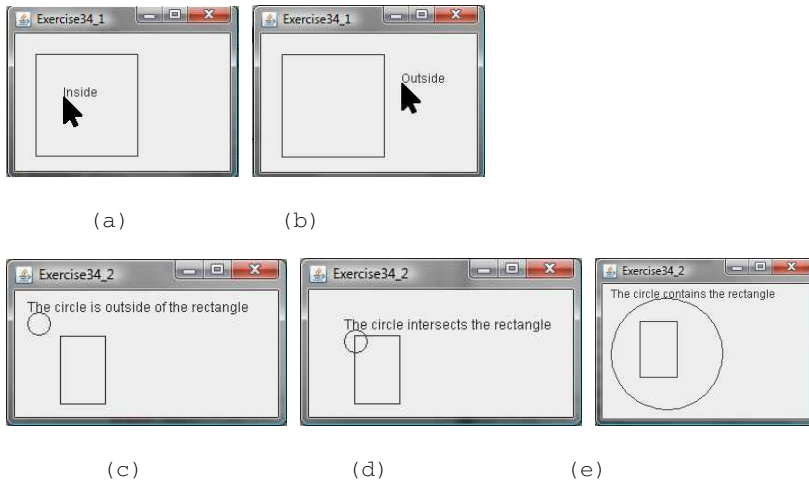 Exercise34_1
Exercise34_1
Inside
Outside
(a)
(b)
Exercise34_2
Exercise34_2
Exercise34_2
The circle is outside of the rectangle
The circle intersects the rectangle
The circle contains the rectangle
(c)
(d)
(e)